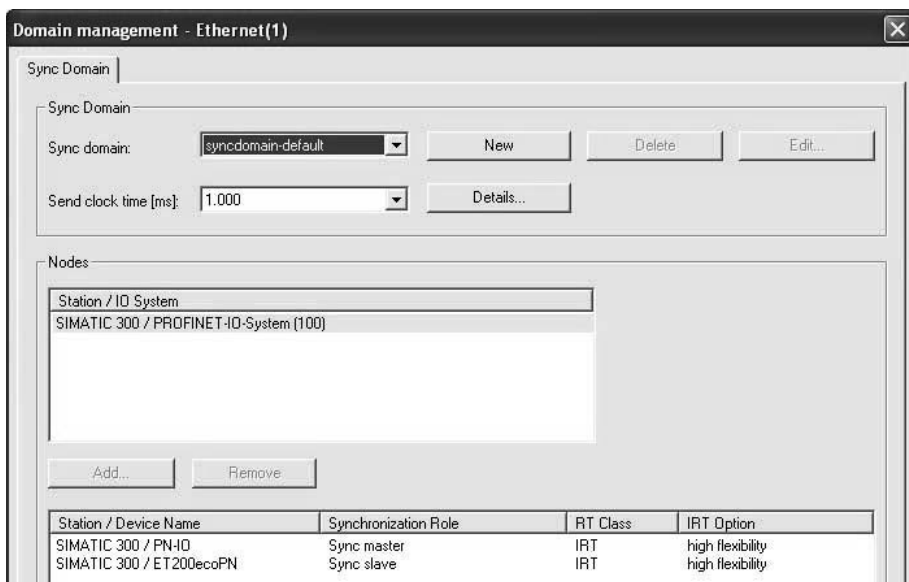 Domain management - Ethernet(1)
Sync Domain
Sync Domain
Sync domain: syncdomain-default New Delete Edit...
Send clock time [ms]: 1.000 Details...
Nodes
Station / IO System
SIMATIC 300 / PROFINET-IO-System (100)
Add... Remove
Station / Device Name Synchronization Role RT Class IRT Option
SIMATIC 300 / PN-IO Sync master IRT high flexibility
SIMATIC 300 / ET200ecoPN Sync slave IRT high flexibility